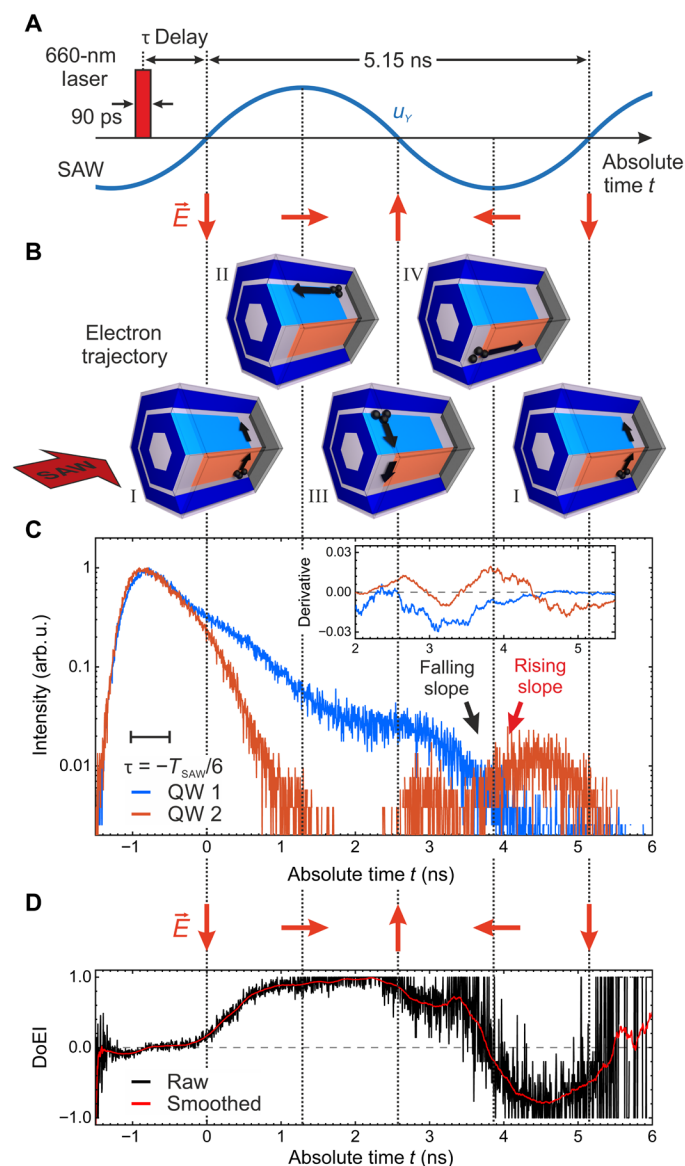 A
τ Delay
660-nm
laser
5.15 ns
90 ps
u_Y
SAW
Absolute
time t
E
B
II
IV
Electron
trajectory
SAW
I
III
I
C
Intensity (arb. u.)
1
0.1
0.01
Derivative
0.03
0.00
−0.03
2
3
4
5
Falling
slope
Rising
slope
τ = −T_SAW/6
QW 1
QW 2
−1
0
1
2
3
4
5
6
Absolute time t (ns)
D
E
DoEI
1.0
0.0
−1.0
Raw
Smoothed
−1
0
1
2
3
4
5
6
Absolute time t (ns)